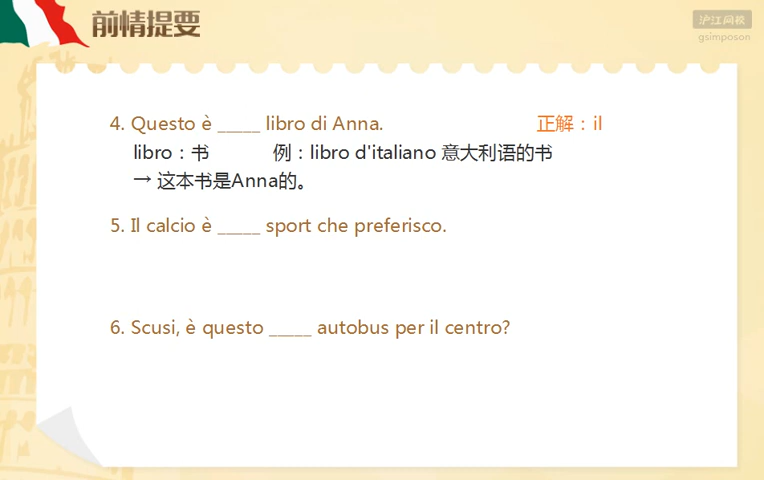 前情提要
沪江网校
gsimposon
4. Questo è _____ libro di Anna.
正解：il
libro：书 例：libro d'italiano 意大利语的书
→ 这本书是Anna的。
5. Il calcio è _____ sport che preferisco.
6. Scusi, è questo _____ autobus per il centro?